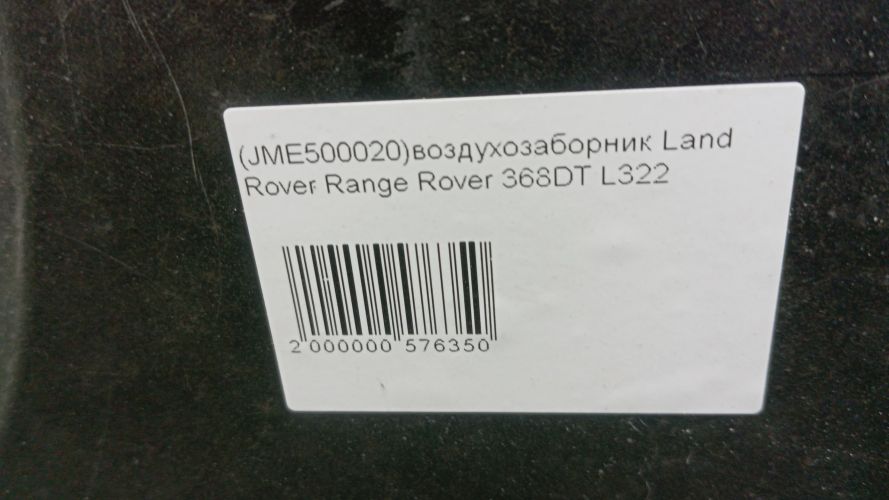 (JME500020)воздухозаборник Land
Rover Range Rover 368DT L322
2 000000 576350